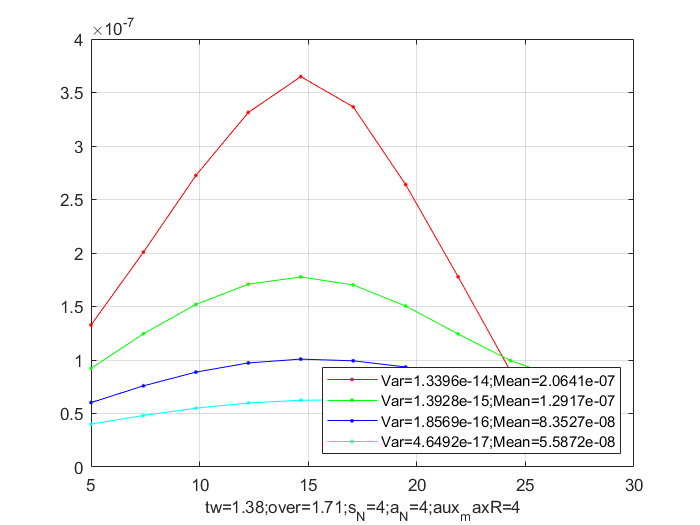 ×10-7
4
3.5
3
2.5
2
1.5
1
0.5
0
Var=1.3396e-14;Mean=2.0641e-07
Var=1.3928e-15;Mean=1.2917e-07
Var=1.8569e-16;Mean=8.3527e-08
Var=4.6492e-17;Mean=5.5872e-08
5 10 15 20 25 30
tw=1.38;over=1.71;sN=4;aN=4;auxmaxR=4